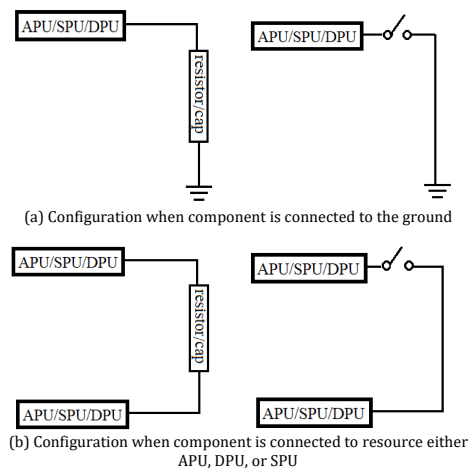 APU/SPU/DPU
resistor/cap
APU/SPU/DPU
(a) Configuration when component is connected to the ground
APU/SPU/DPU
resistor/cap
APU/SPU/DPU
APU/SPU/DPU
APU/SPU/DPU
(b) Configuration when component is connected to resource either
APU, DPU, or SPU